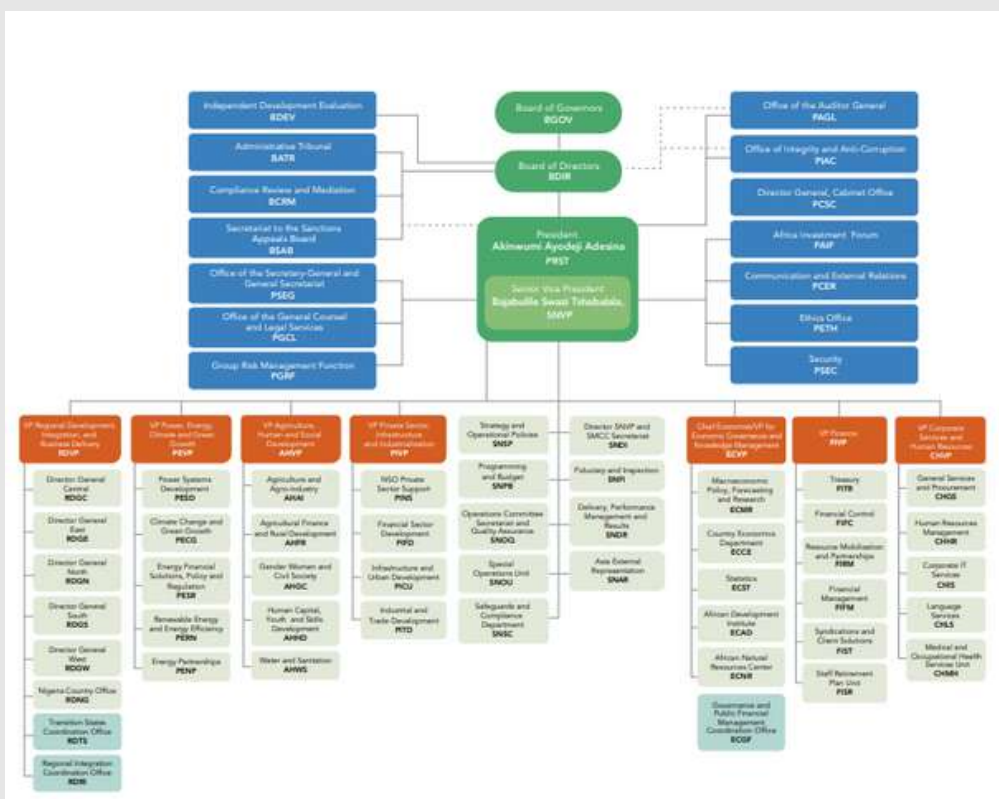 Board of Governors
BGOV
Board of Directors
BDIR
Independent Development Evaluation
BDEV
Administrative Tribunal
BATR
Compliance Review and Mediation
BCRM
Secretariat to the Sanctions
Appeals Board
BSAB
Office of the Secretary-General and
General Secretariat
PSEG
Office of the General Counsel
and Legal Services
PGCL
Group Risk Management Function
PGRF
President
Akinwumi Ayodeji Adesina
PRST
Senior Vice President
Bajabulile Swazi Tshabalala,
SNVP
Office of the Auditor General
PAGL
Office of Integrity and Anti-Corruption
PIAC
Director General, Cabinet Office
PCSC
Africa Investment Forum
PAIF
Communication and External Relations
PCER
Ethics Office
PETH
Security
PSEC
VP Regional Development,
Integration, and
Business Delivery
RDVP
Director General
Central
RDGC
Director General
East
RDGE
Director General
North
RDGN
Director General
South
RDGS
Director General
West
RDGW
Nigeria Country Office
RDNG
Transition States
Coordination Office
RDTS
Regional Integration
Coordination Office
RDRI
VP Power, Energy,
Climate and Green
Growth
PEVP
Power Systems
Development
PESD
Climate Change and
Green Growth
PECG
Energy Financial
Solutions, Policy and
Regulation
PESR
Renewable Energy
and Energy Efficiency
PERN
Energy Partnerships
PENP
VP Agriculture,
Human and Social
Development
AHVP
Agriculture and
Agro-industry
AHAI
Agricultural Finance
and Rural Development
AHFR
Gender Women and
Civil Society
AHGC
Human Capital,
Youth and Skills
Development
AHHD
Water and Sanitation
AHWS
VP Private Sector,
Infrastructure
and Industrialization
PIVP
NSO Private
Sector Support
PINS
Financial Sector
Development
PIFD
Infrastructure and
Urban Development
PICU
Industrial and
Trade Development
PITD
Strategy and
Operational Policies
SNSP
Programming
and Budget
SNPB
Operations Committee
Secretariat and
Quality Assurance
SNOQ
Special
Operations Unit
SNOU
Safeguards and
Compliance
Department
SNSC
Director SNVP and
SMCC Secretariat
SNDI
Fiduciary and Inspection
SNFI
Delivery, Performance
Management and
Results
SNDR
Asia External
Representation
SNAR
Chief Economist/VP for
Economic Governance and
Knowledge Management
ECVP
Macroeconomic
Policy, Forecasting
and Research
ECMR
Country Economics
Department
ECCE
Statistics
ECST
African Development
Institute
ECAD
African Natural
Resources Center
ECNR
Governance and
Public Financial
Management
Coordination Office
ECGF
VP Finance
FIVP
Treasury
FITR
Financial Control
FIFC
Resource Mobilization
and Partnerships
FIRM
Financial
Management
FIFM
Syndications and
Client Solutions
FIST
Staff Retirement
Plan Unit
FISR
VP Corporate
Services and
Human Resources
CHVP
General Services
and Procurement
CHGS
Human Resources
Management
CHHR
Corporate IT
Services
CHIS
Language
Services
CHLS
Medical and
Occupational Health
Services Unit
CHMH